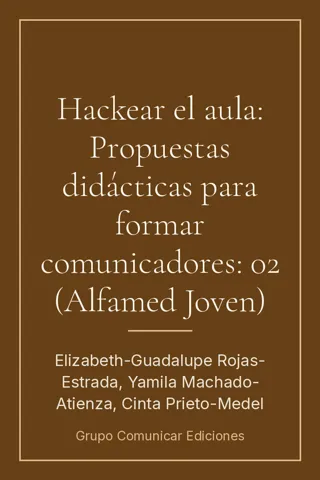 Hackear el aula:
Propuestas
didácticas para
formar
comunicadores: 02
(Alfamed Joven)
Elizabeth-Guadalupe Rojas-
Estrada, Yamila Machado-
Atienza, Cinta Prieto-Medel
Grupo Comunicar Ediciones